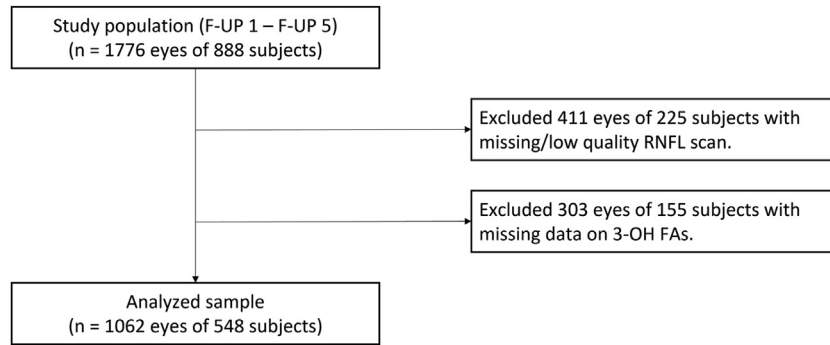 Study population (F-UP 1 – F-UP 5)
(n = 1776 eyes of 888 subjects)
Excluded 411 eyes of 225 subjects with
missing/low quality RNFL scan.
Excluded 303 eyes of 155 subjects with
missing data on 3-OH FAs.
Analyzed sample
(n = 1062 eyes of 548 subjects)